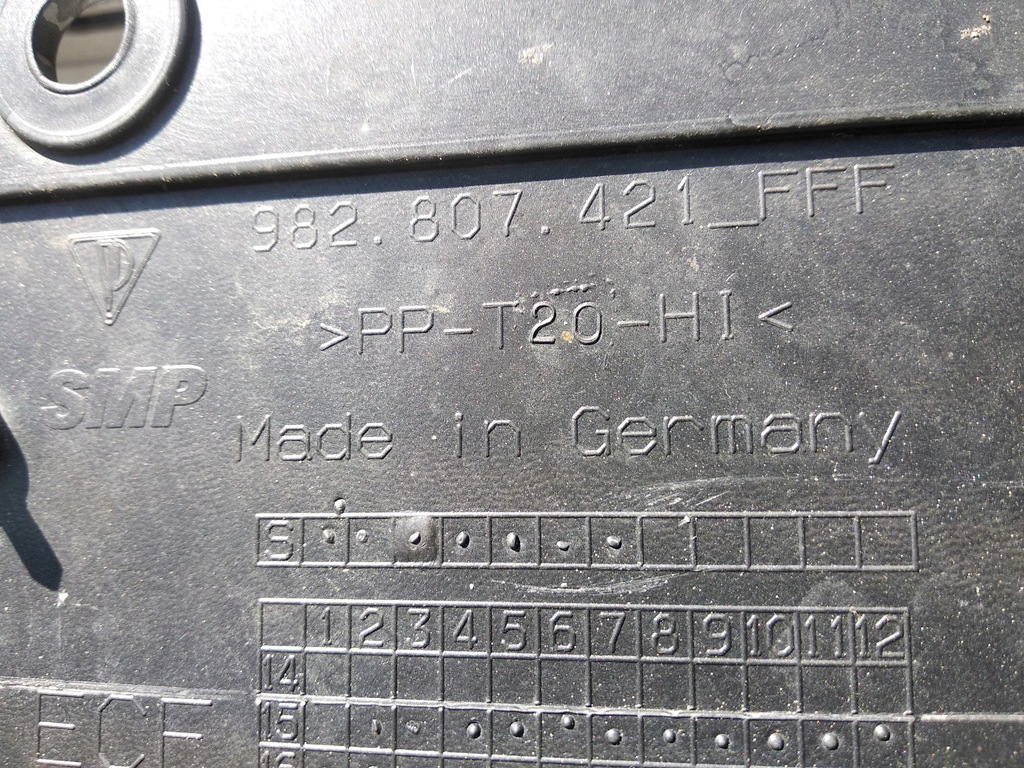 982.807.421_FFF
>PP-T20-HI<
SMP
Made in Germany
S
1 2 3 4 5 6 7 8 9 10 11 12
14
15